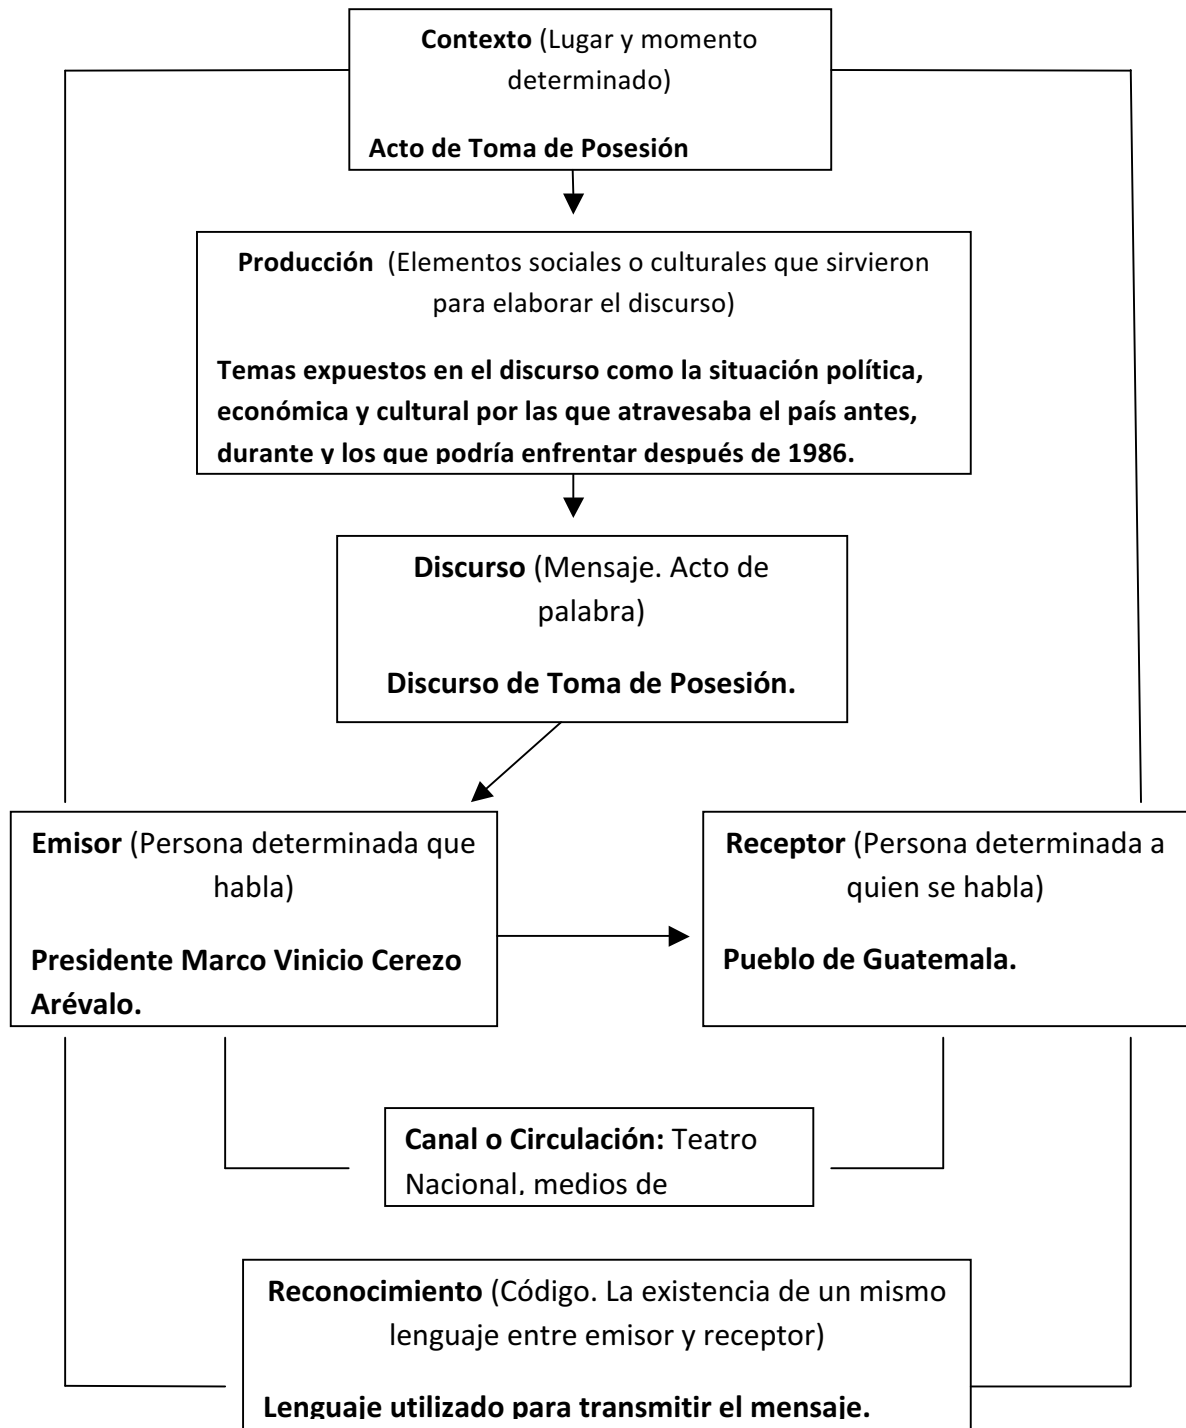 Contexto (Lugar y momento
determinado)
Acto de Toma de Posesión
Producción (Elementos sociales o culturales que sirvieron
para elaborar el discurso)
Temas expuestos en el discurso como la situación política,
económica y cultural por las que atravesaba el país antes,
durante y los que podría enfrentar después de 1986.
Discurso (Mensaje. Acto de
palabra)
Discurso de Toma de Posesión.
Emisor (Persona determinada que
habla)
Presidente Marco Vinicio Cerezo
Arévalo.
Receptor (Persona determinada a
quien se habla)
Pueblo de Guatemala.
Canal o Circulación: Teatro
Nacional, medios de
Reconocimiento (Código. La existencia de un mismo
lenguaje entre emisor y receptor)
Lenguaje utilizado para transmitir el mensaje.